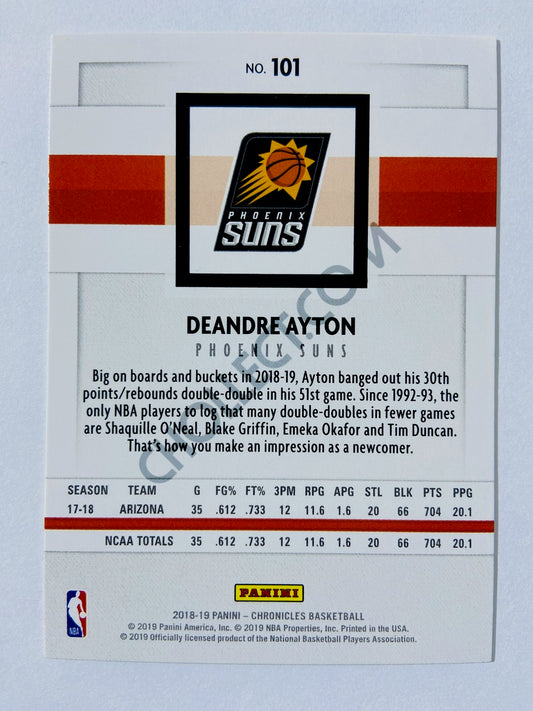 NO. 101
PHOENIX
SUNS
DEANDRE AYTON
PHOENIX SUNS
Big on boards and buckets in 2018-19, Ayton banged out his 30th
points/rebounds double-double in his 51st game. Since 1992-93, the
only NBA players to log that many double-doubles in fewer games
are Shaquille O'Neal, Blake Griffin, Emeka Okafor and Tim Duncan.
That's how you make an impression as a newcomer.
CHOLLECT.COM
SEASON TEAM G FG% FT% 3PM RPG APG STL BLK PTS PPG
17-18 ARIZONA 35 .612 .733 12 11.6 1.6 20 66 704 20.1
NCAA TOTALS 35 .612 .733 12 11.6 1.6 20 66 704 20.1
PANINI
NBA
2018-19 PANINI – CHRONICLES BASKETBALL
© 2019 Panini America, Inc. © 2019 NBA Properties, Inc. Printed in the USA.
© 2019 Officially licensed product of the National Basketball Players Association.